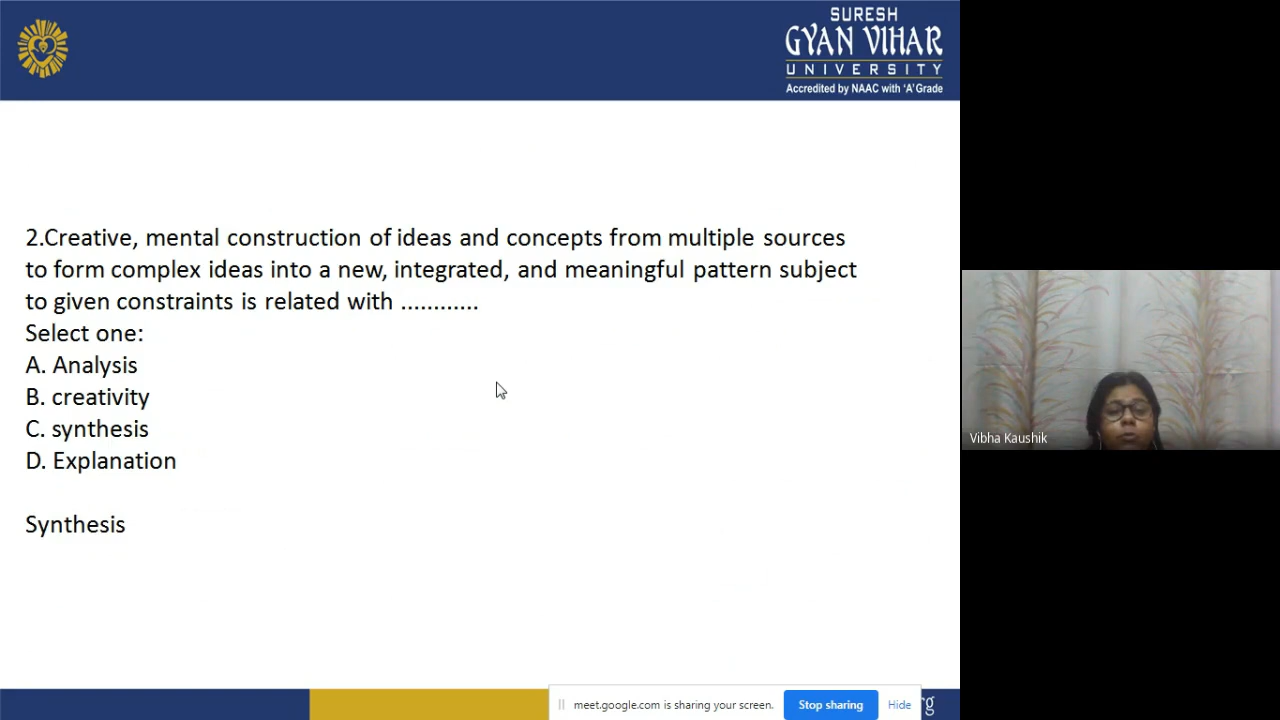 SURESH
GYAN VIHAR
UNIVERSITY
Accredited by NAAC with 'A' Grade
2.Creative, mental construction of ideas and concepts from multiple sources
to form complex ideas into a new, integrated, and meaningful pattern subject
to given constraints is related with ............
Select one:
A. Analysis
B. creativity
C. synthesis
D. Explanation
Synthesis
Vibha Kaushik
meet.google.com is sharing your screen.
Stop sharing
Hide